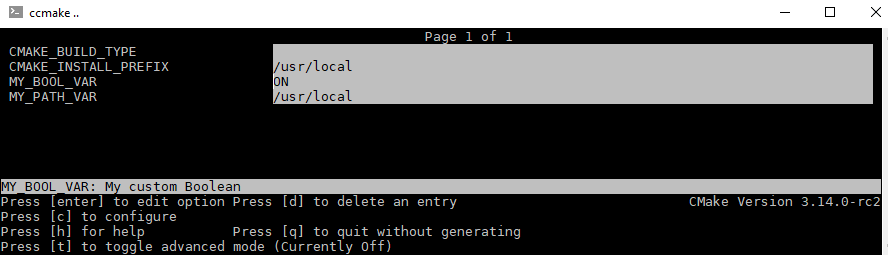 ccmake ..
Page 1 of 1
CMAKE_BUILD_TYPE
CMAKE_INSTALL_PREFIX /usr/local
MY_BOOL_VAR ON
MY_PATH_VAR /usr/local
MY_BOOL_VAR: My custom Boolean
Press [enter] to edit option Press [d] to delete an entry CMake Version 3.14.0-rc2
Press [c] to configure
Press [h] for help Press [q] to quit without generating
Press [t] to toggle advanced mode (Currently Off)